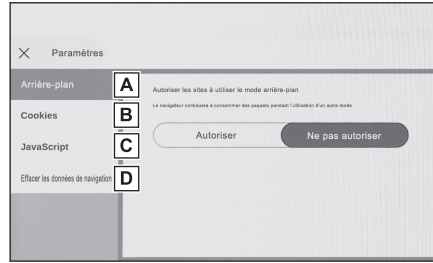 Paramètres
Arrière-plan
A
Autoriser les sites à utiliser le mode arrière-plan
Le navigateur continuera à consommer des paquets pendant l'utilisation d'un autre mode
Cookies
B
Autoriser
Ne pas autoriser
JavaScript
C
Effacer les données de navigation
D